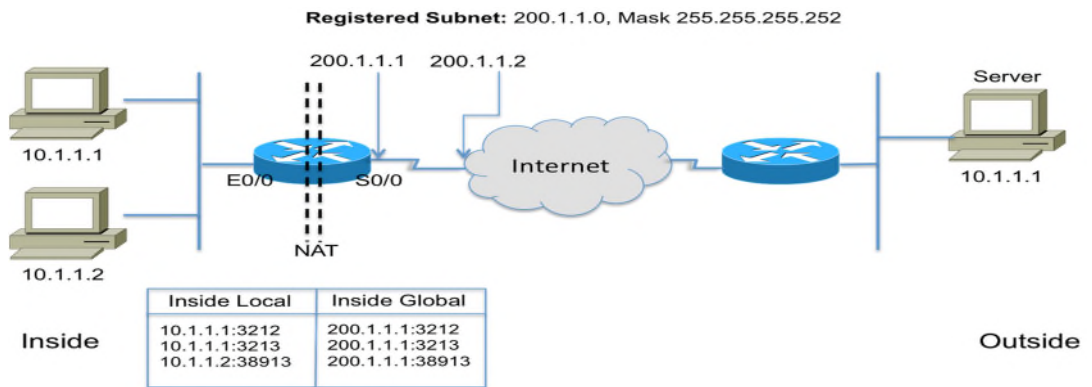 Registered Subnet: 200.1.1.0, Mask 255.255.255.252
200.1.1.1 200.1.1.2
Server
10.1.1.1
Internet
E0/0 S0/0
10.1.1.1
NAT
10.1.1.2
Inside Local Inside Global
10.1.1.1:3212 200.1.1.1:3212
10.1.1.1:3213 200.1.1.1:3213
10.1.1.2:38913 200.1.1.1:38913
Inside
Outside